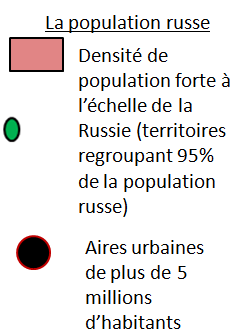 La population russe
Densité de
population forte à
l’échelle de la
Russie (territoires
regroupant 95%
de la population
russe)
Aires urbaines
de plus de 5
millions
d’habitants